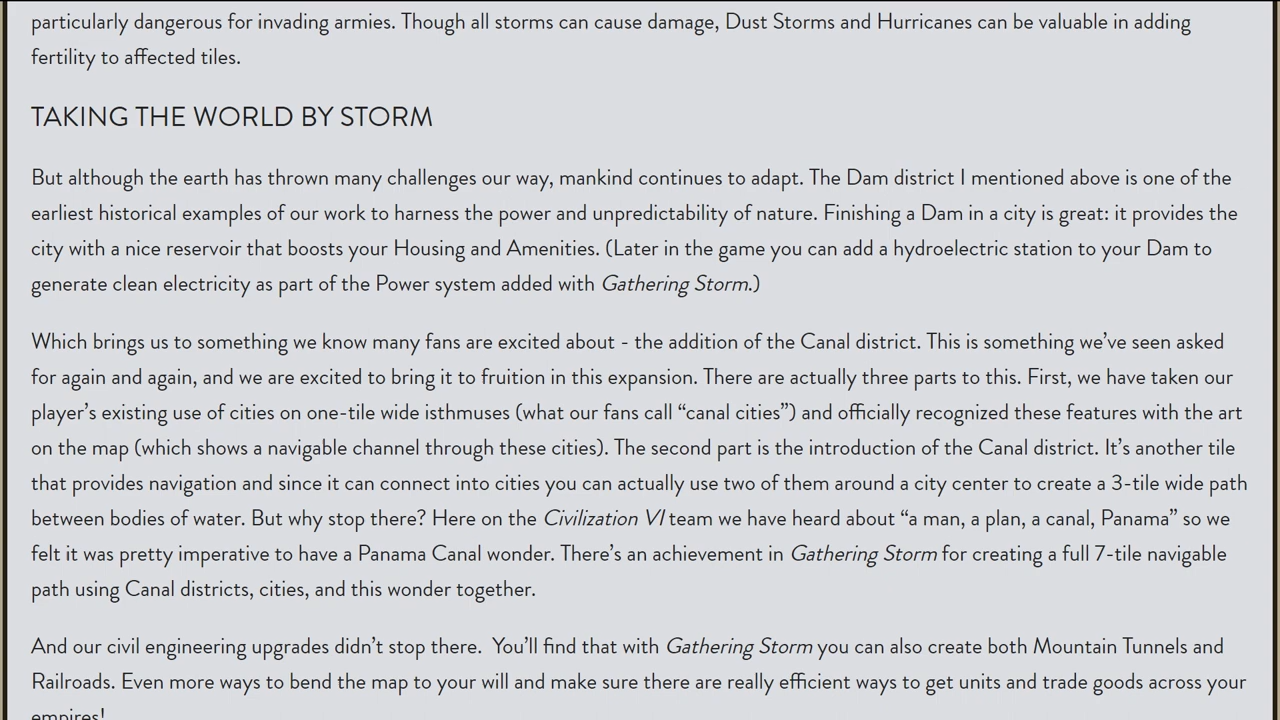 particularly dangerous for invading armies. Though all storms can cause damage, Dust Storms and Hurricanes can be valuable in adding
fertility to affected tiles.
TAKING THE WORLD BY STORM
But although the earth has thrown many challenges our way, mankind continues to adapt. The Dam district I mentioned above is one of the
earliest historical examples of our work to harness the power and unpredictability of nature. Finishing a Dam in a city is great: it provides the
city with a nice reservoir that boosts your Housing and Amenities. (Later in the game you can add a hydroelectric station to your Dam to
generate clean electricity as part of the Power system added with Gathering Storm.)
Which brings us to something we know many fans are excited about - the addition of the Canal district. This is something we’ve seen asked
for again and again, and we are excited to bring it to fruition in this expansion. There are actually three parts to this. First, we have taken our
player’s existing use of cities on one-tile wide isthmuses (what our fans call “canal cities”) and officially recognized these features with the art
on the map (which shows a navigable channel through these cities). The second part is the introduction of the Canal district. It’s another tile
that provides navigation and since it can connect into cities you can actually use two of them around a city center to create a 3-tile wide path
between bodies of water. But why stop there? Here on the Civilization VI team we have heard about “a man, a plan, a canal, Panama” so we
felt it was pretty imperative to have a Panama Canal wonder. There’s an achievement in Gathering Storm for creating a full 7-tile navigable
path using Canal districts, cities, and this wonder together.
And our civil engineering upgrades didn’t stop there.  You’ll find that with Gathering Storm you can also create both Mountain Tunnels and
Railroads. Even more ways to bend the map to your will and make sure there are really efficient ways to get units and trade goods across your
empires!